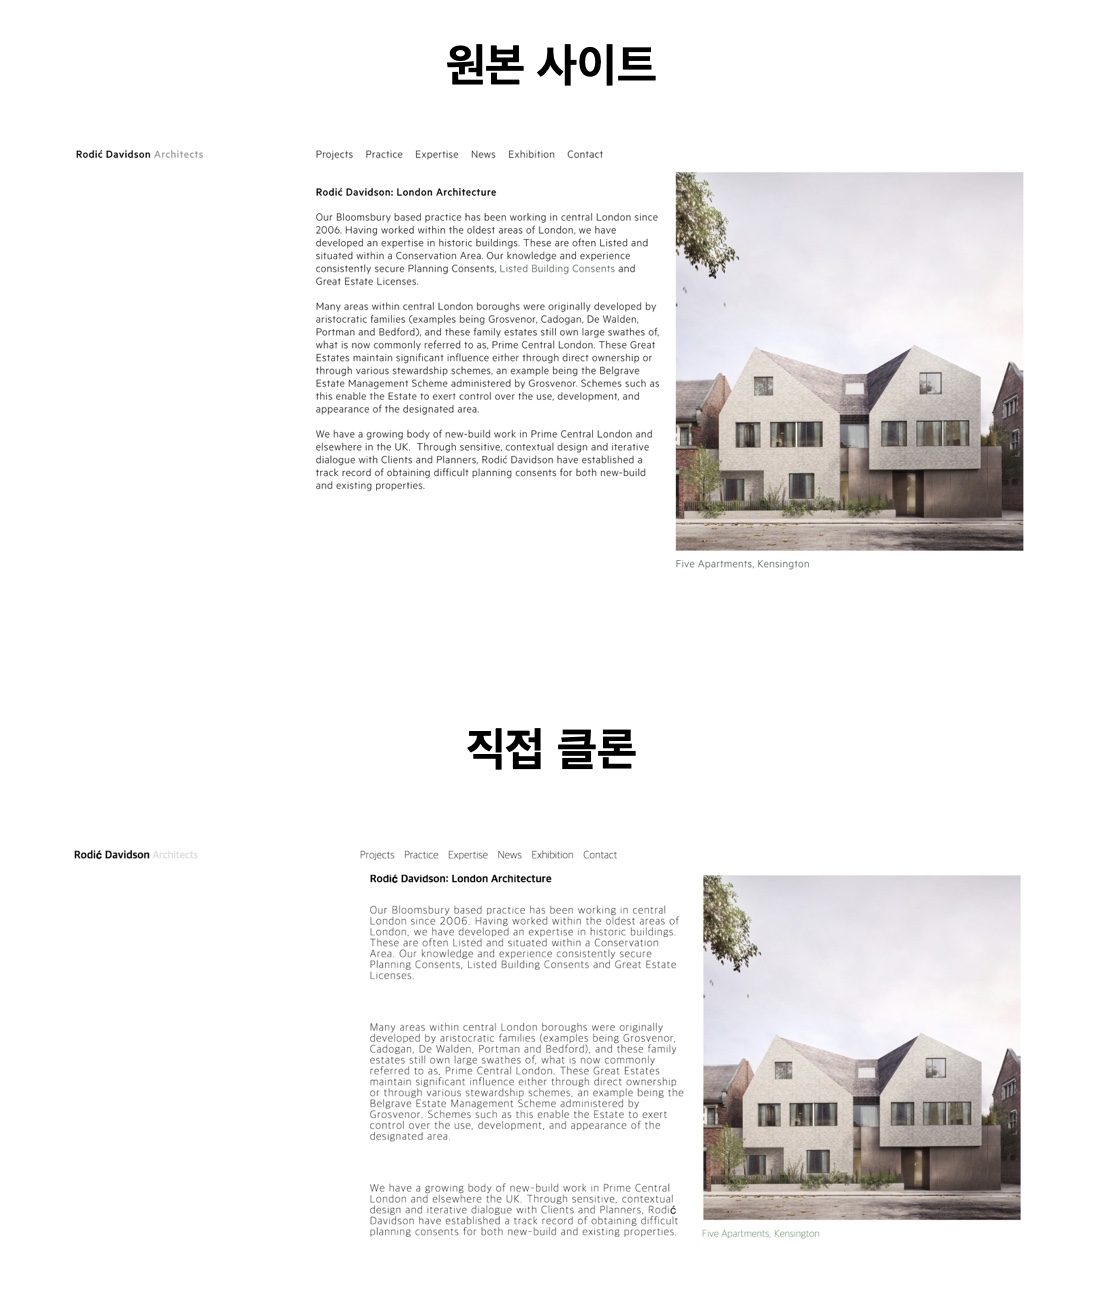 원본 사이트
Rodić Davidson Architects
Projects Practice Expertise News Exhibition Contact
Rodić Davidson: London Architecture
Our Bloomsbury based practice has been working in central London since
2006. Having worked within the oldest areas of London, we have
developed an expertise in historic buildings. These are often Listed and
situated within a Conservation Area. Our knowledge and experience
consistently secure Planning Consents, Listed Building Consents and
Great Estate Licenses.
Many areas within central London boroughs were originally developed by
aristocratic families (examples being Grosvenor, Cadogan, De Walden,
Portman and Bedford), and these family estates still own large swathes of,
what is now commonly referred to as, Prime Central London. These Great
Estates maintain significant influence either through direct ownership or
through various stewardship schemes, an example being the Belgrave
Estate Management Scheme administered by Grosvenor. Schemes such as
this enable the Estate to exert control over the use, development, and
appearance of the designated area.
We have a growing body of new-build work in Prime Central London and
elsewhere in the UK. Through sensitive, contextual design and iterative
dialogue with Clients and Planners, Rodić Davidson have established a
track record of obtaining difficult planning consents for both new-build
and existing properties.
Five Apartments, Kensington
직접 클론
Rodić Davidson Architects
Projects Practice Expertise News Exhibition Contact
Rodić Davidson: London Architecture
Our Bloomsbury based practice has been working in central
London since 2006. Having worked within the oldest areas of
London, we have developed an expertise in historic buildings.
These are often Listed and situated within a Conservation
Area. Our knowledge and experience consistently secure
Planning Consents, Listed Building Consents and Great Estate
Licenses.
Many areas within central London boroughs were originally
developed by aristocratic families (examples being Grosvenor,
Cadogan, De Walden, Portman and Bedford), and these family
estates still own large swathes of, what is now commonly
referred to as, Prime Central London. These Great Estates
maintain significant influence either through direct ownership
or through various stewardship schemes, an example being the
Belgrave Estate Management Scheme administered by
Grosvenor. Schemes such as this enable the Estate to exert
control over the use, development, and appearance of the
designated area.
We have a growing body of new-build work in Prime Central
London and elsewhere the UK. Through sensitive, contextual
design and iterative dialogue with Clients and Planners, Rodić
Davidson have established a track record of obtaining difficult
planning consents for both new-build and existing properties.
Five Apartments, Kensington